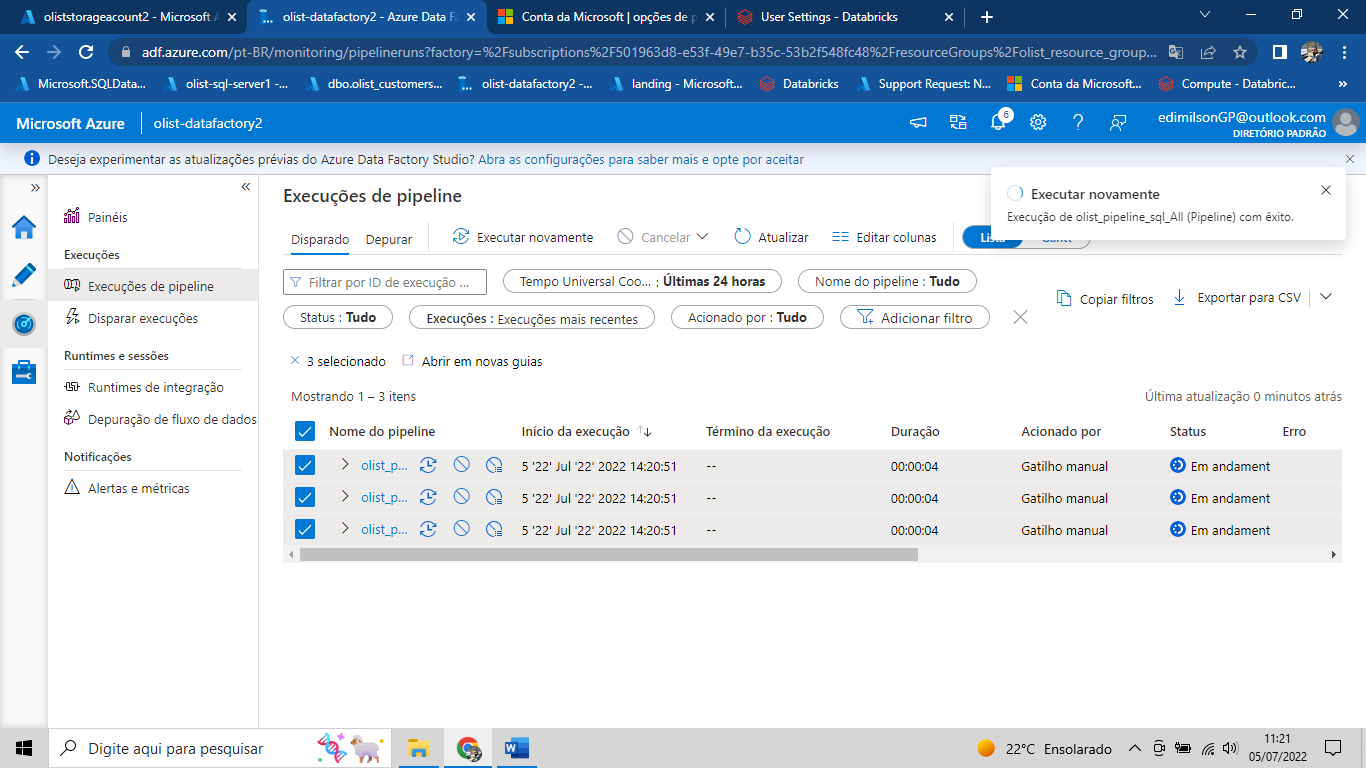 oliststorageacount2 - Microsoft A
olist-datafactory2 - Azure Data Fa
Conta da Microsoft | opções de p
User Settings - Databricks
adf.azure.com/pt-BR/monitoring/pipelineruns?factory=%2Fsubscriptions%2F501963d8-e53f-49e7-b35c-53b2f548fc48%2FresourceGroups%2Folist_resource_group...
Microsoft.SQLData...
olist-sql-server1 -...
dbo.olist_customers...
olist-datafactory2 -...
landing - Microsoft...
Databricks
Support Request: N...
Conta da Microsoft...
Compute - Databric...
»
Microsoft Azure
olist-datafactory2
6
edimilsonGP@outlook.com
DIRETÓRIO PADRÃO
Deseja experimentar as atualizações prévias do Azure Data Factory Studio? Abra as configurações para saber mais e opte por aceitar
»
«
Painéis
Execuções
Execuções de pipeline
Disparar execuções
Runtimes e sessões
Runtimes de integração
Depuração de fluxo de dados
Notificações
Alertas e métricas
Execuções de pipeline
Executar novamente
Execução de olist_pipeline_sql_All (Pipeline) com êxito.
Disparado
Depurar
Executar novamente
Cancelar
Atualizar
Editar colunas
Lista
Gantt
Filtrar por ID de execução ...
Tempo Universal Coo... : Últimas 24 horas
Nome do pipeline : Tudo
Status : Tudo
Execuções : Execuções mais recentes
Acionado por : Tudo
Adicionar filtro
Copiar filtros
Exportar para CSV
3 selecionado
Abrir em novas guias
Mostrando 1 – 3 itens
Última atualização 0 minutos atrás
Nome do pipeline Início da execução Término da execução Duração Acionado por Status Erro
olist_p... 5 '22' Jul '22' 2022 14:20:51 -- 00:00:04 Gatilho manual Em andament
olist_p... 5 '22' Jul '22' 2022 14:20:51 -- 00:00:04 Gatilho manual Em andament
olist_p... 5 '22' Jul '22' 2022 14:20:51 -- 00:00:04 Gatilho manual Em andament
Digite aqui para pesquisar
22°C Ensolarado
11:21
05/07/2022